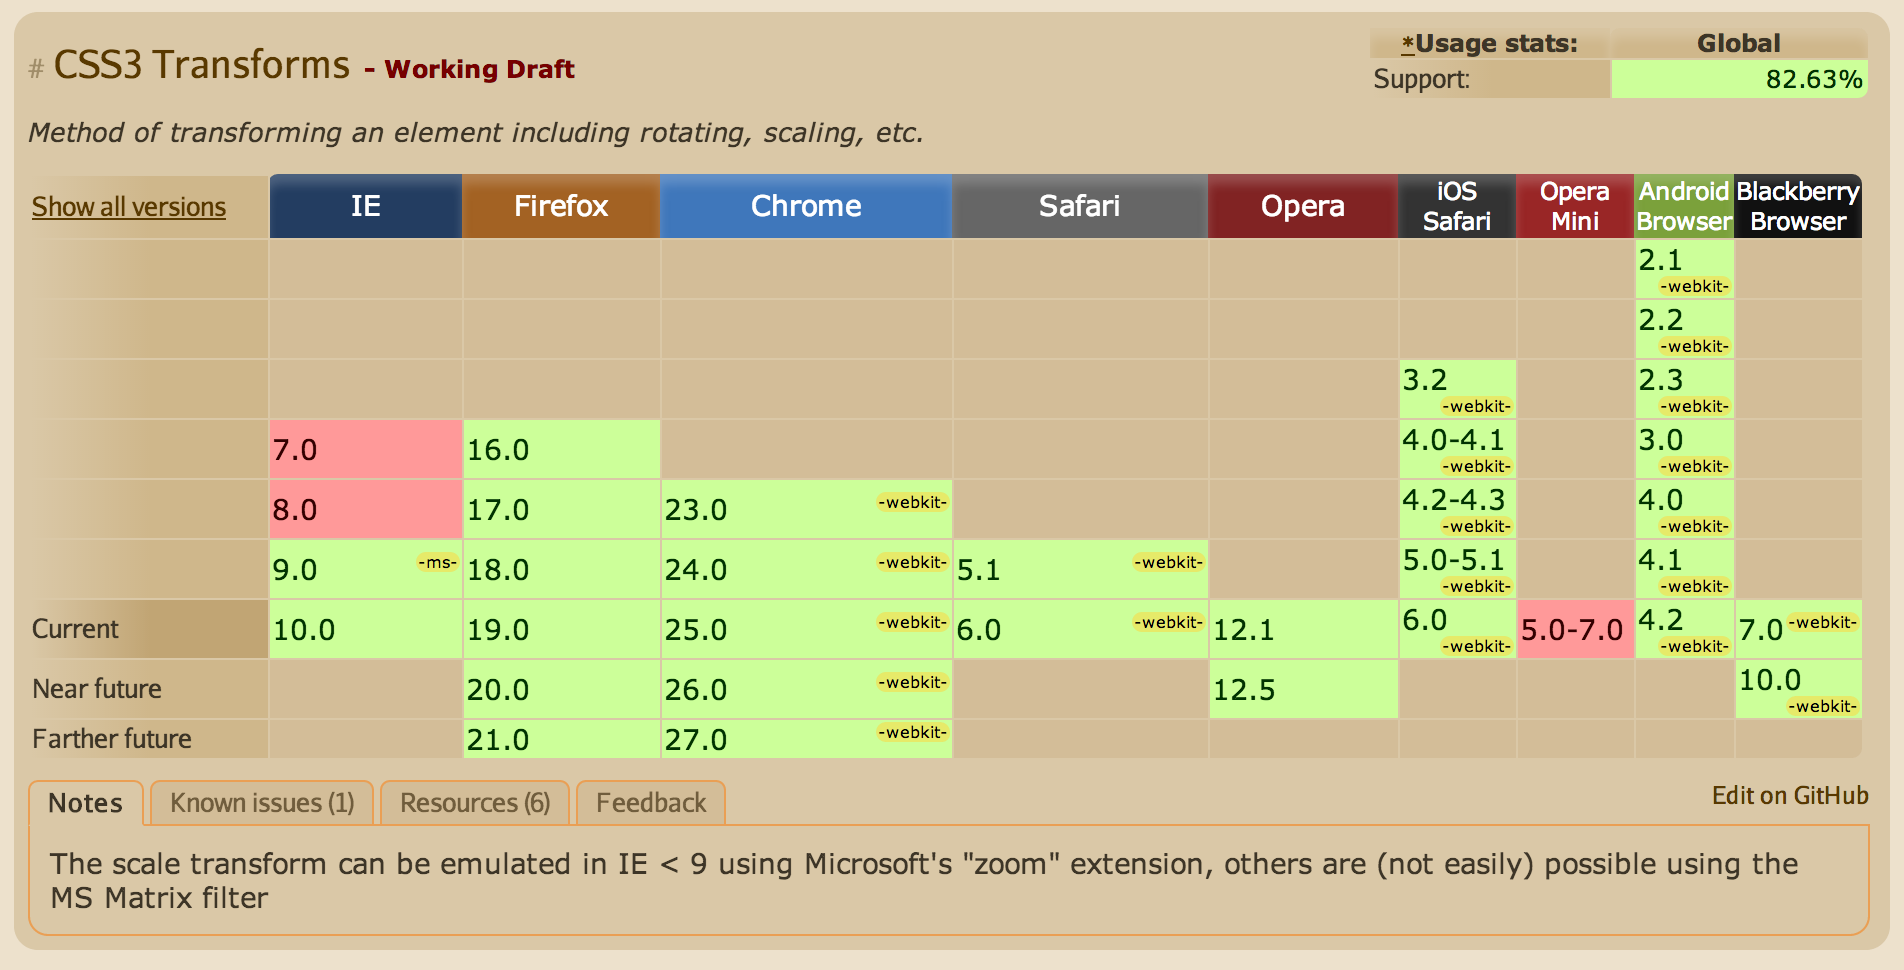 # CSS3 Transforms - Working Draft
*Usage stats: Global
Support: 82.63%
Method of transforming an element including rotating, scaling, etc.
Show all versions IE Firefox Chrome Safari Opera iOS Safari Opera Mini Android Browser Blackberry Browser
2.1 -webkit-
2.2 -webkit-
3.2 -webkit- 2.3 -webkit-
7.0 16.0 4.0-4.1 -webkit- 3.0 -webkit-
8.0 17.0 23.0 -webkit- 4.2-4.3 -webkit- 4.0 -webkit-
9.0 -ms- 18.0 24.0 -webkit- 5.1 -webkit- 5.0-5.1 -webkit- 4.1 -webkit-
Current 10.0 19.0 25.0 -webkit- 6.0 -webkit- 12.1 6.0 -webkit- 5.0-7.0 4.2 -webkit- 7.0 -webkit-
Near future 20.0 26.0 -webkit- 12.5 10.0 -webkit-
Farther future 21.0 27.0 -webkit-
Notes Known issues (1) Resources (6) Feedback Edit on GitHub
The scale transform can be emulated in IE < 9 using Microsoft's "zoom" extension, others are (not easily) possible using the
MS Matrix filter